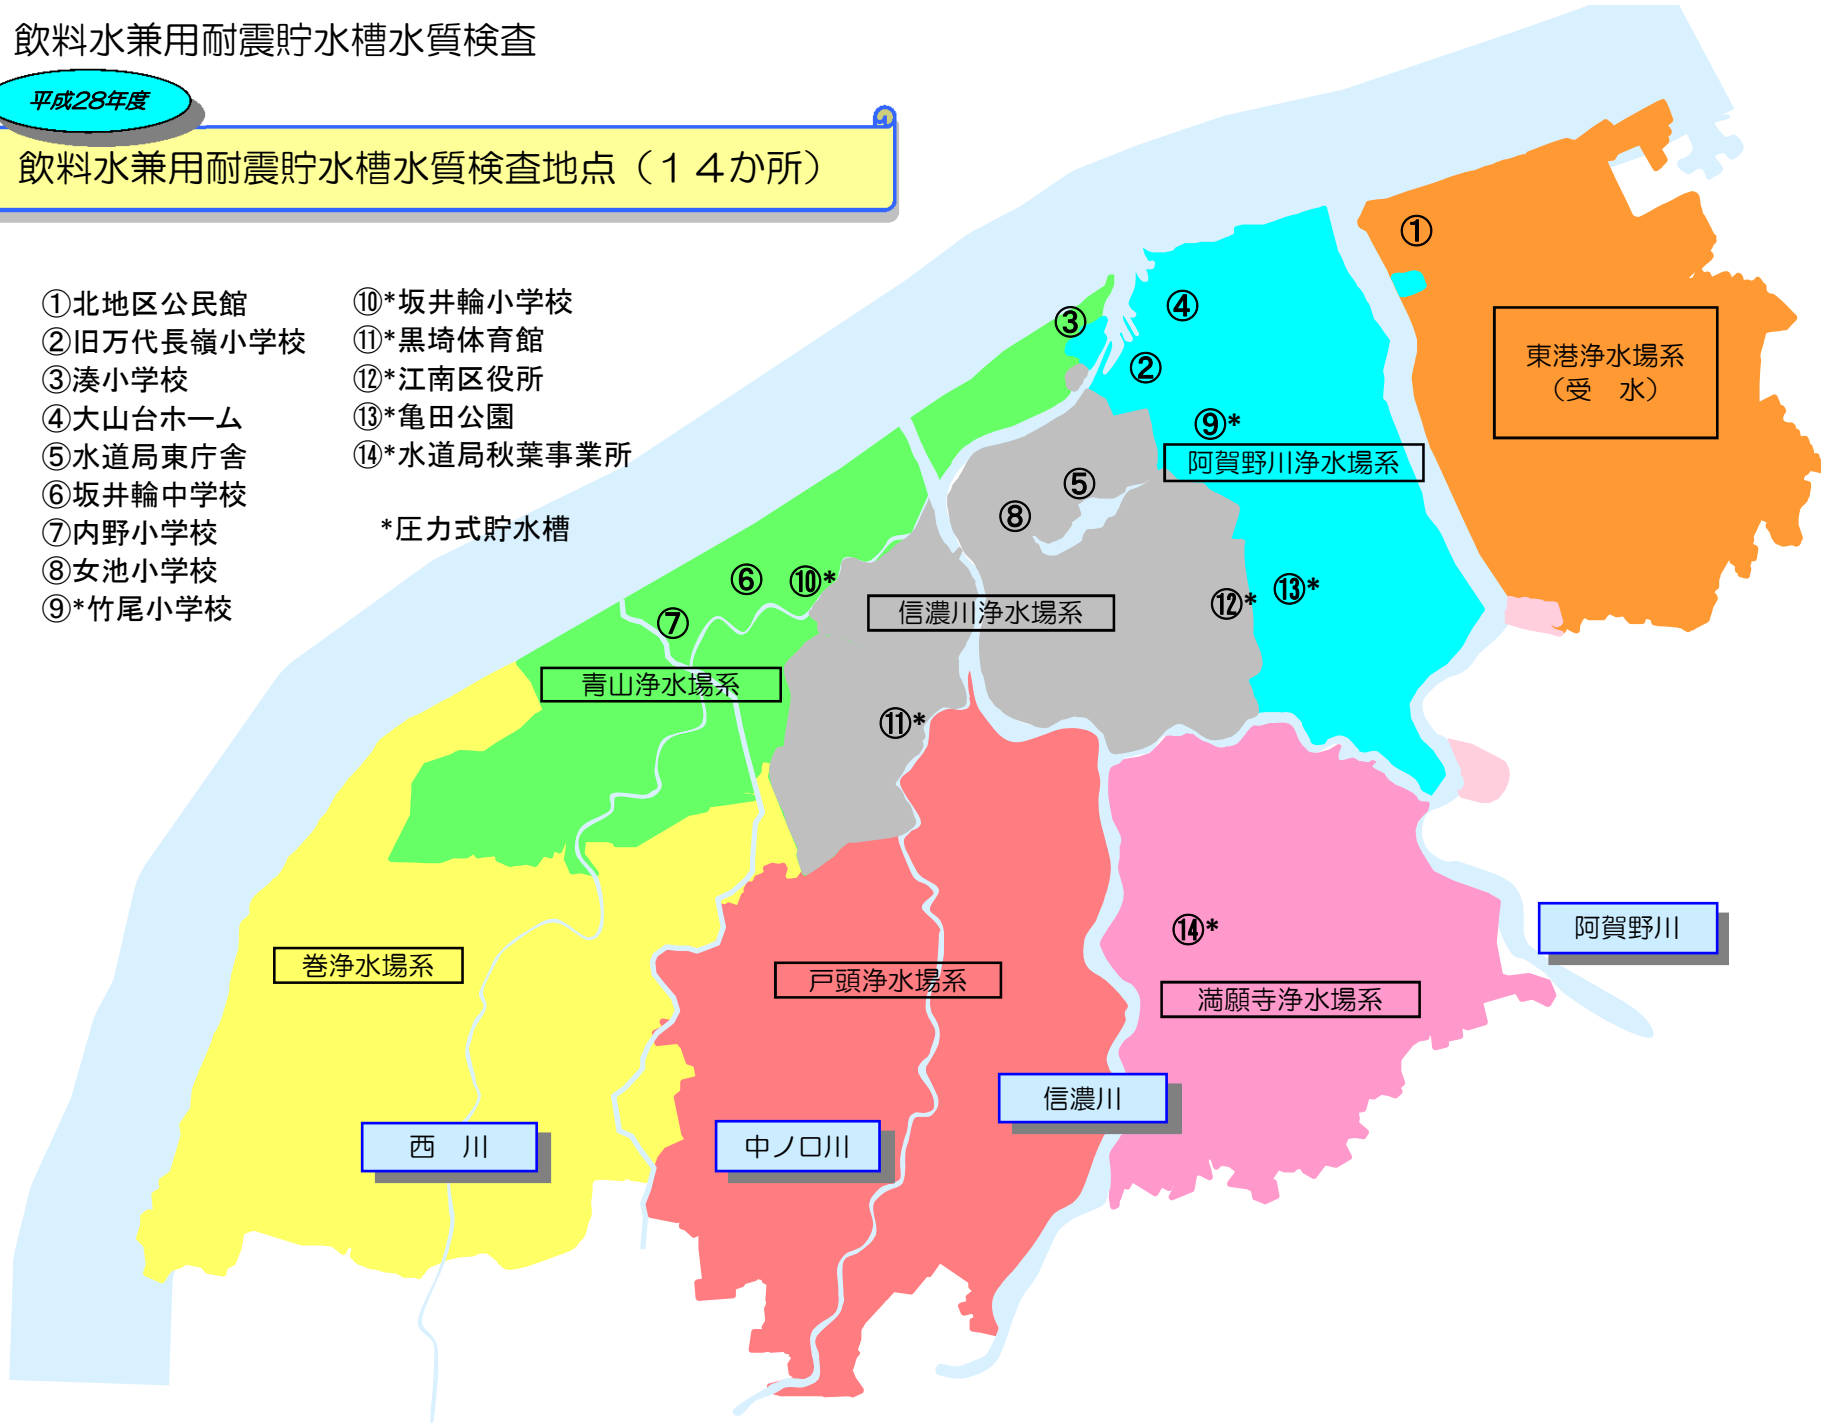 飲料水兼用耐震貯水槽水質検査
平成28年度
飲料水兼用耐震貯水槽水質検査地点（１４か所）
①北地区公民館
②旧万代長嶺小学校
③湊小学校
④大山台ホーム
⑤水道局東庁舎
⑥坂井輪中学校
⑦内野小学校
⑧女池小学校
⑨*竹尾小学校
⑩*坂井輪小学校
⑪*黒埼体育館
⑫*江南区役所
⑬*亀田公園
⑭*水道局秋葉事業所
*圧力式貯水槽
①
④
③
②
東港浄水場系
（受　水）
⑨*
阿賀野川浄水場系
⑤
⑧
⑥
⑩*
⑬*
⑫*
信濃川浄水場系
⑦
青山浄水場系
⑪*
⑭*
阿賀野川
巻浄水場系
戸頭浄水場系
満願寺浄水場系
信濃川
西　川
中ノ口川